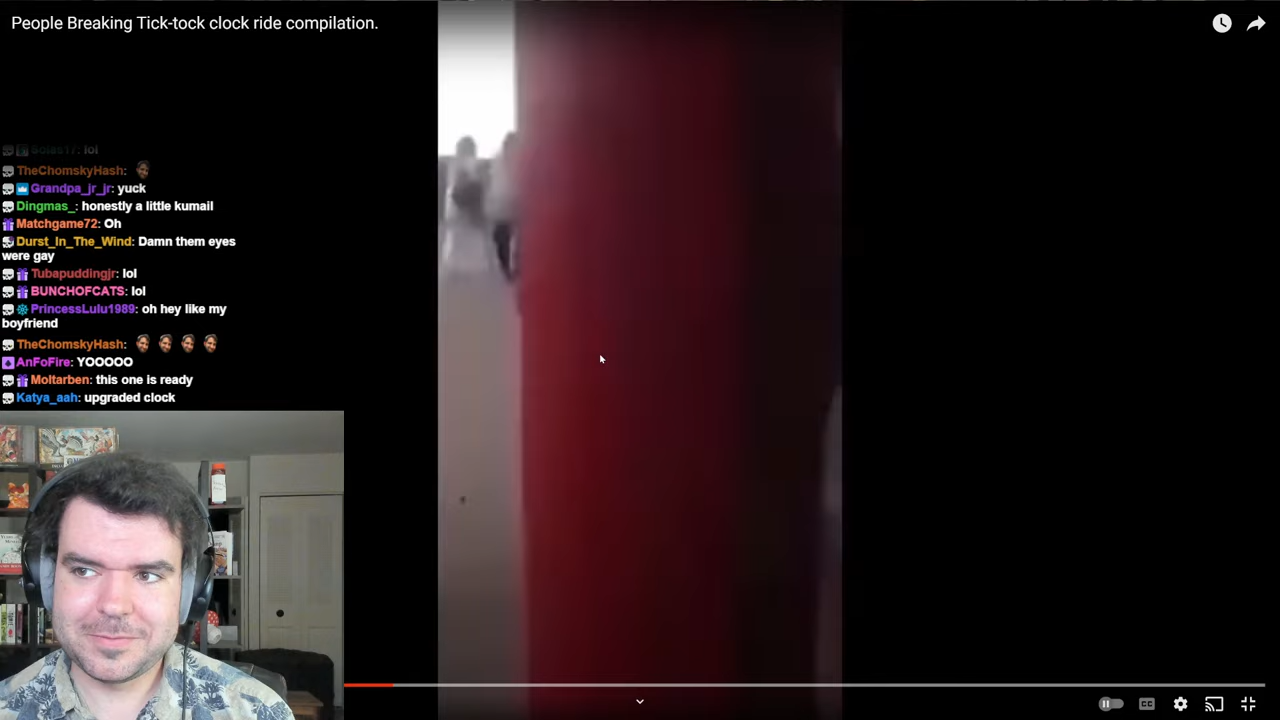 People Breaking Tick-tock clock ride compilation.
lol
TheChomskyHash:
Grandpa_jr_jr: yuck
Dingmas_: honestly a little kumail
Matchgame72: Oh
Durst_In_The_Wind: Damn them eyes
were gay
Tubapuddingjr: lol
BUNCHOFCATS: lol
PrincessLulu1989: oh hey like my
boyfriend
TheChomskyHash:
AnFoFire: YOOOOO
Moltarben: this one is ready
Katya_aah: upgraded clock
CC